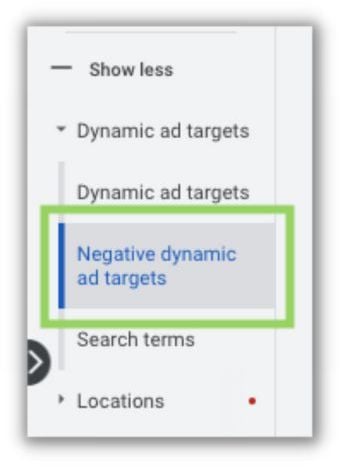 Show less
Dynamic ad targets
Dynamic ad targets
Negative dynamic
ad targets
Search terms
Locations